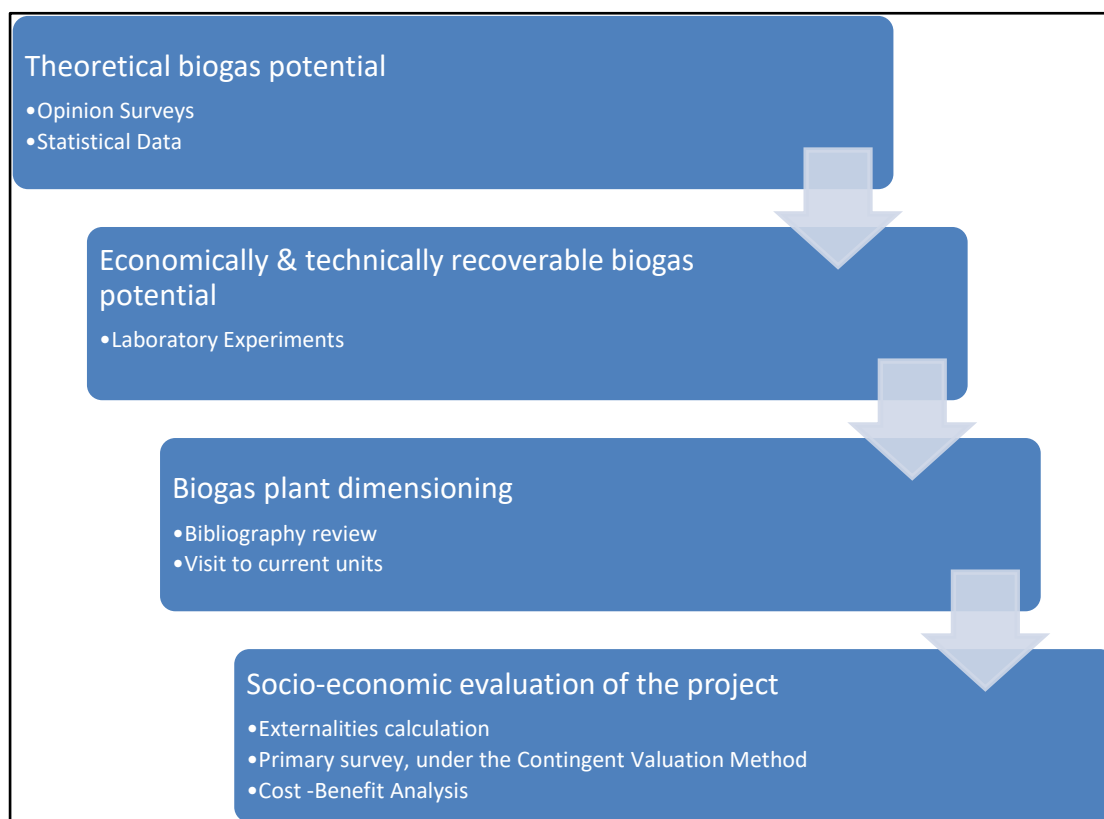 Theoretical biogas potential
•Opinion Surveys
•Statistical Data
Economically & technically recoverable biogas
potential
•Laboratory Experiments
Biogas plant dimensioning
•Bibliography review
•Visit to current units
Socio-economic evaluation of the project
•Externalities calculation
•Primary survey, under the Contingent Valuation Method
•Cost -Benefit Analysis